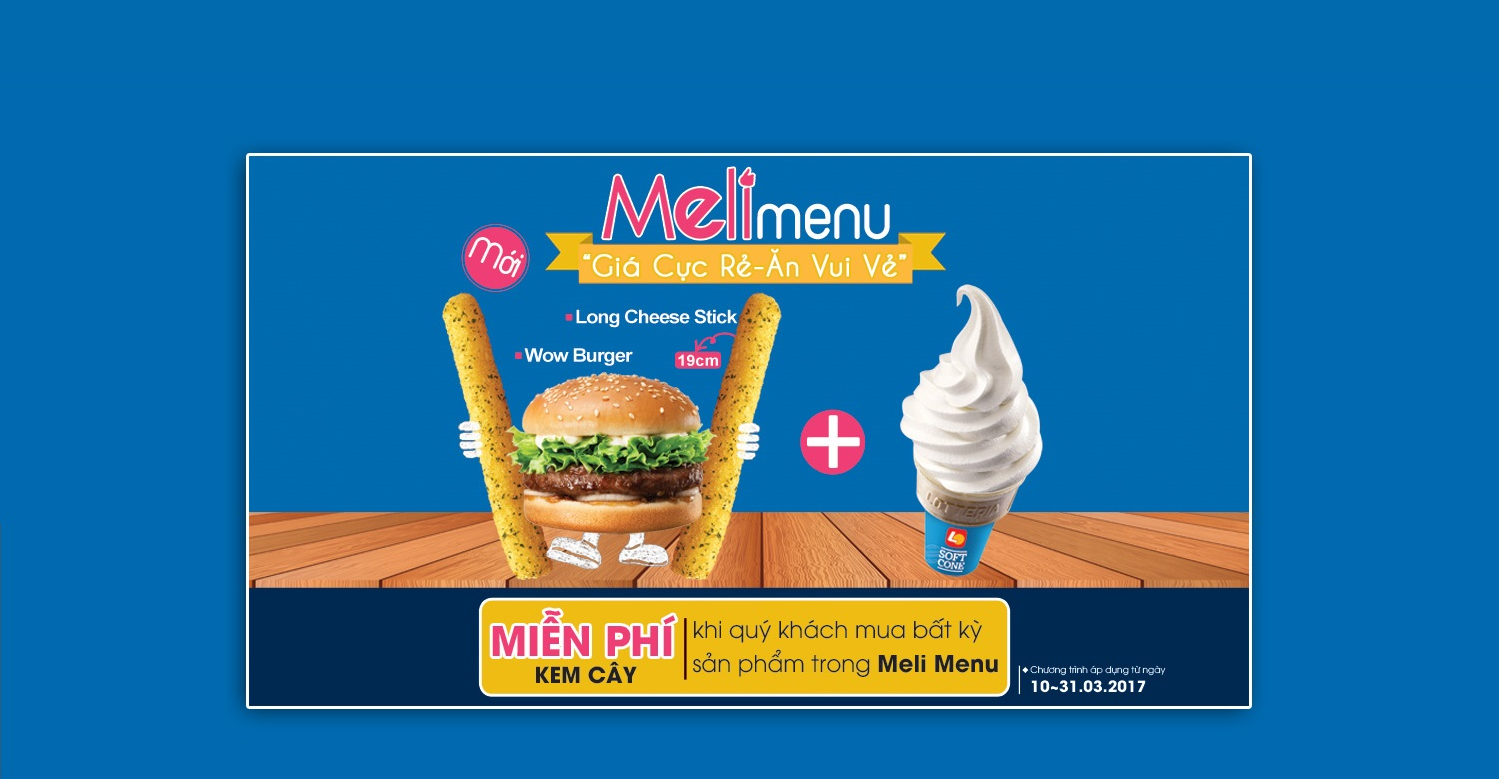 Meli menu
mới
“Giá Cực Rẻ-Ăn Vui Vẻ”
Long Cheese Stick
Wow Burger
19cm
LOTTERIA
SOFT
CONE
MIỄN PHÍ
KEM CÂY
khi quý khách mua bất kỳ
sản phẩm trong Meli Menu
Chương trình áp dụng từ ngày
10~31.03.2017